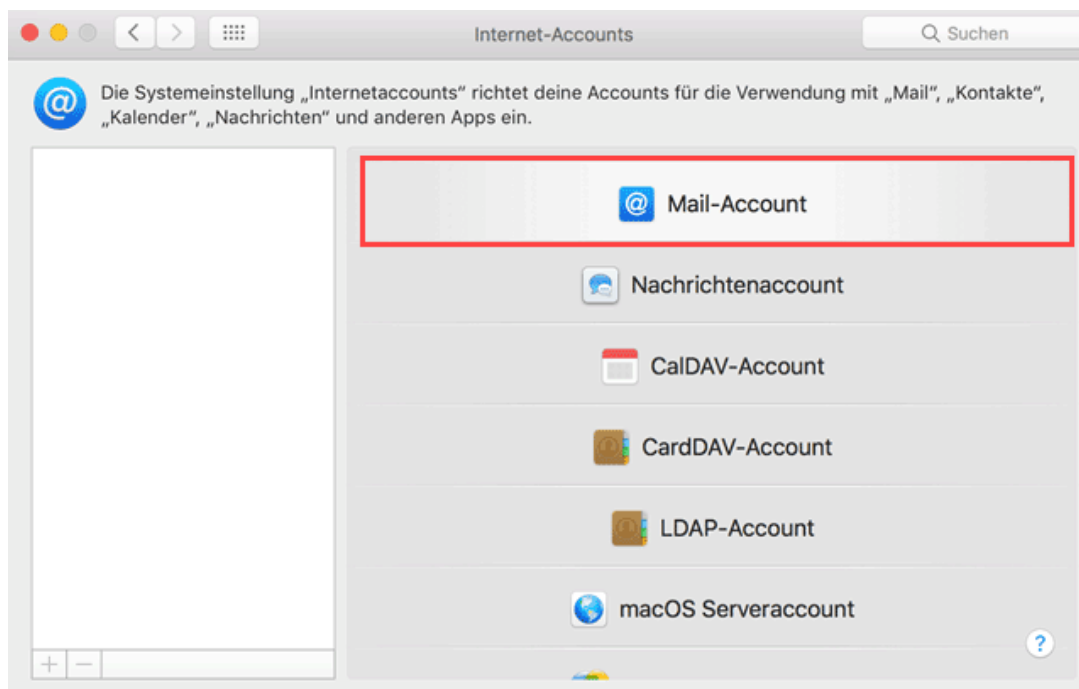 Internet-Accounts
Suchen
Die Systemeinstellung „Internetaccounts“ richtet deine Accounts für die Verwendung mit „Mail“, „Kontakte“,
„Kalender“, „Nachrichten“ und anderen Apps ein.
Mail-Account
Nachrichtenaccount
CalDAV-Account
CardDAV-Account
LDAP-Account
macOS Serveraccount
?